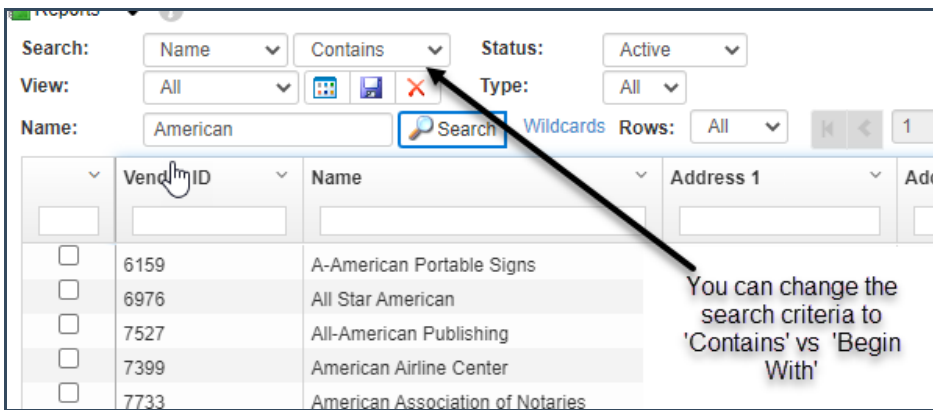 Reports
Search: Name Contains Status: Active
View: All Type: All
Name: American Search Wildcards Rows: All 1
Vendor ID Name Address 1 Add
6159 A-American Portable Signs
6976 All Star American
7527 All-American Publishing
7399 American Airline Center
7733 American Association of Notaries
You can change the
search criteria to
'Contains' vs 'Begin
With'